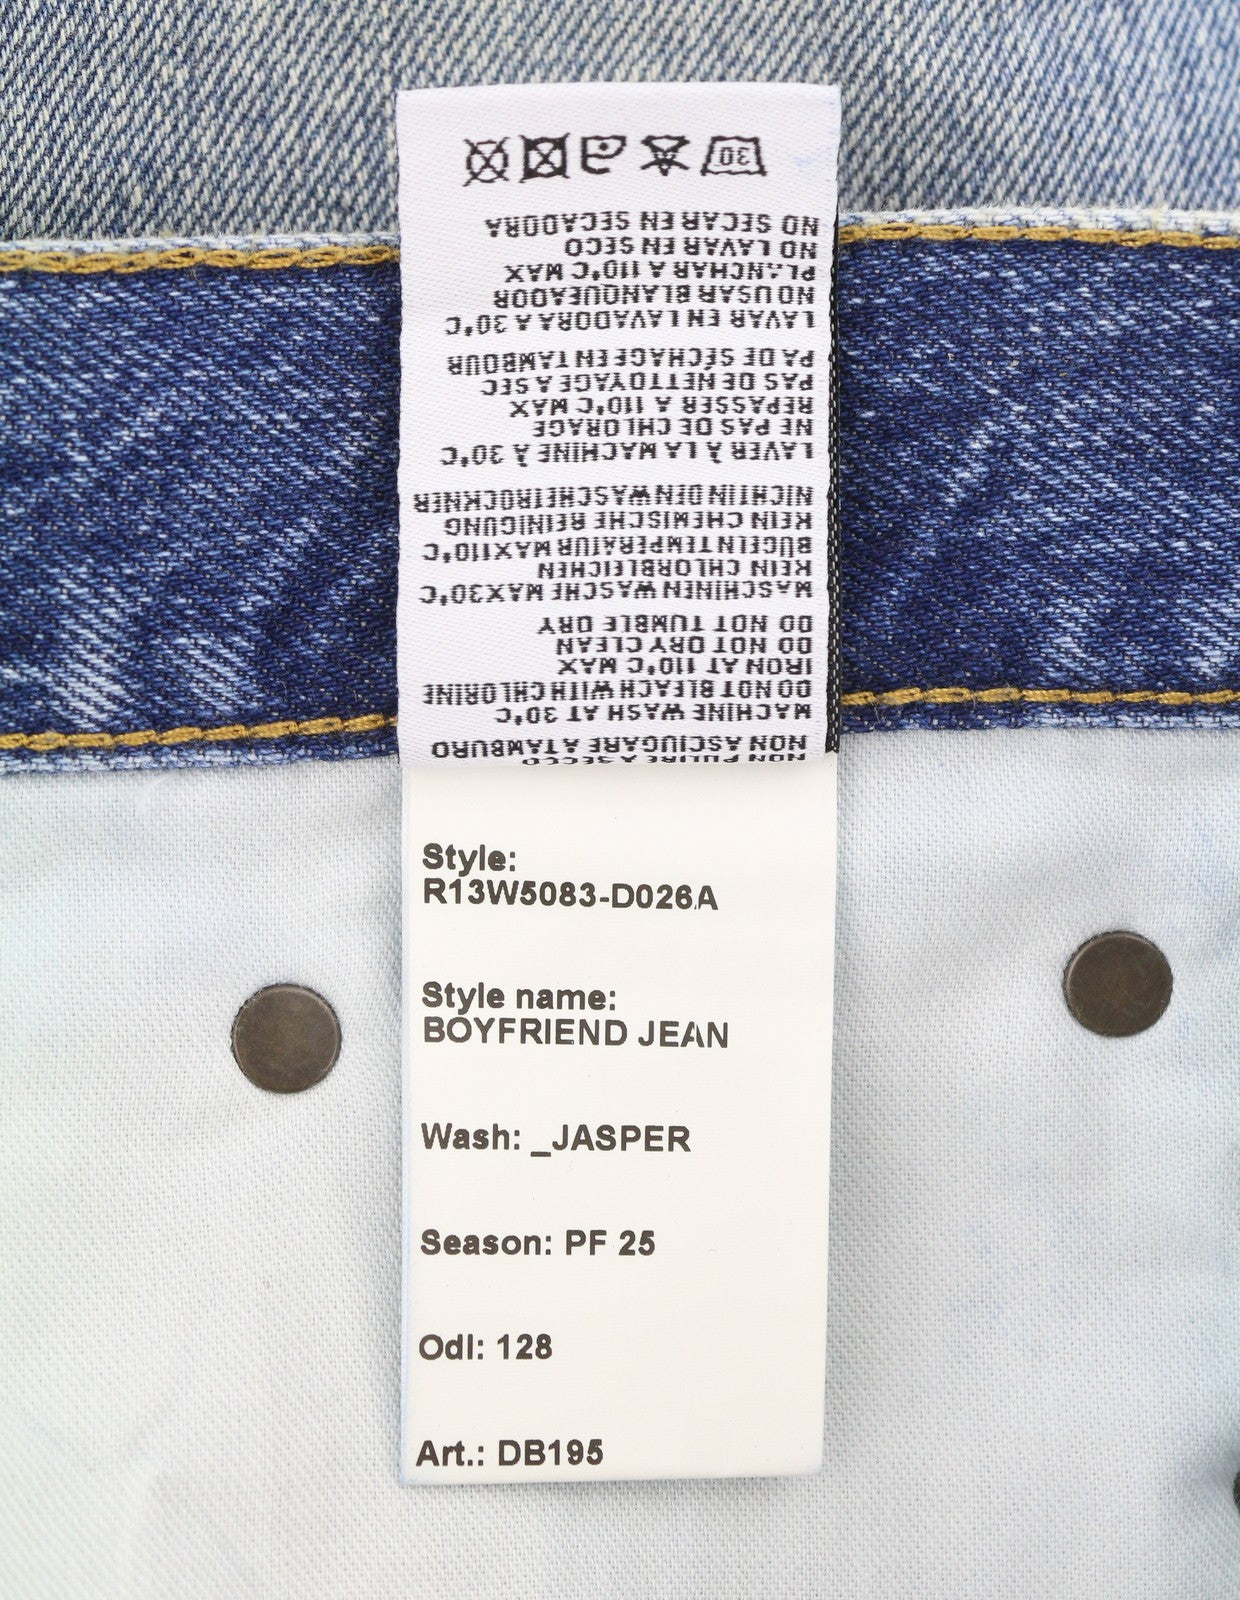 NON PULIRE A SECCO
NON ASCIUGARE A TAMBURO
MACHINE WASH AT 30°C
DO NOT BLEACH WITH CHLORINE
IRON AT 110°C MAX
DO NOT DRY CLEAN
DO NOT TUMBLE DRY
MASCHINEN WASCHE MAX30°C
KEIN CHLORBLEICHEN
BUGELNTEMPERATUR MAX110°C
KEIN CHEMISCHE REINIGUNG
NICHT IN DEN WASCHETROCKNER
LAVER À LA MACHINE À 30°C
NE PAS DE CHLORAGE
REPASSER A 110°C MAX
PAS DE NETTOYAGE A SEC
PA DE SÉCHAGE EN TAMBOUR
LAVAR EN LAVADORA A 30°C
NO USAR BLANQUEADOR
PLANCHAR A 110°C MAX
NO LAVAR EN SECO
NO SECAR EN SECADORA
30°
Style:
R13W5083-D026A
Style name:
BOYFRIEND JEAN
Wash: _JASPER
Season: PF 25
Odl: 128
Art.: DB195